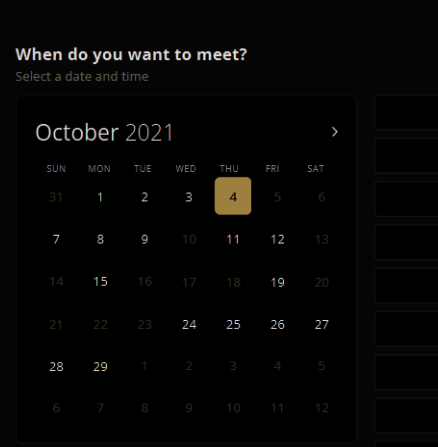 When do you want to meet?
Select a date and time
October 2021
SUN MON TUE WED THU FRI SAT
31 1 2 3 4 5 6
7 8 9 10 11 12 13
14 15 16 17 18 19 20
21 22 23 24 25 26 27
28 29 1 2 3 4 5
6 7 8 9 10 11 12